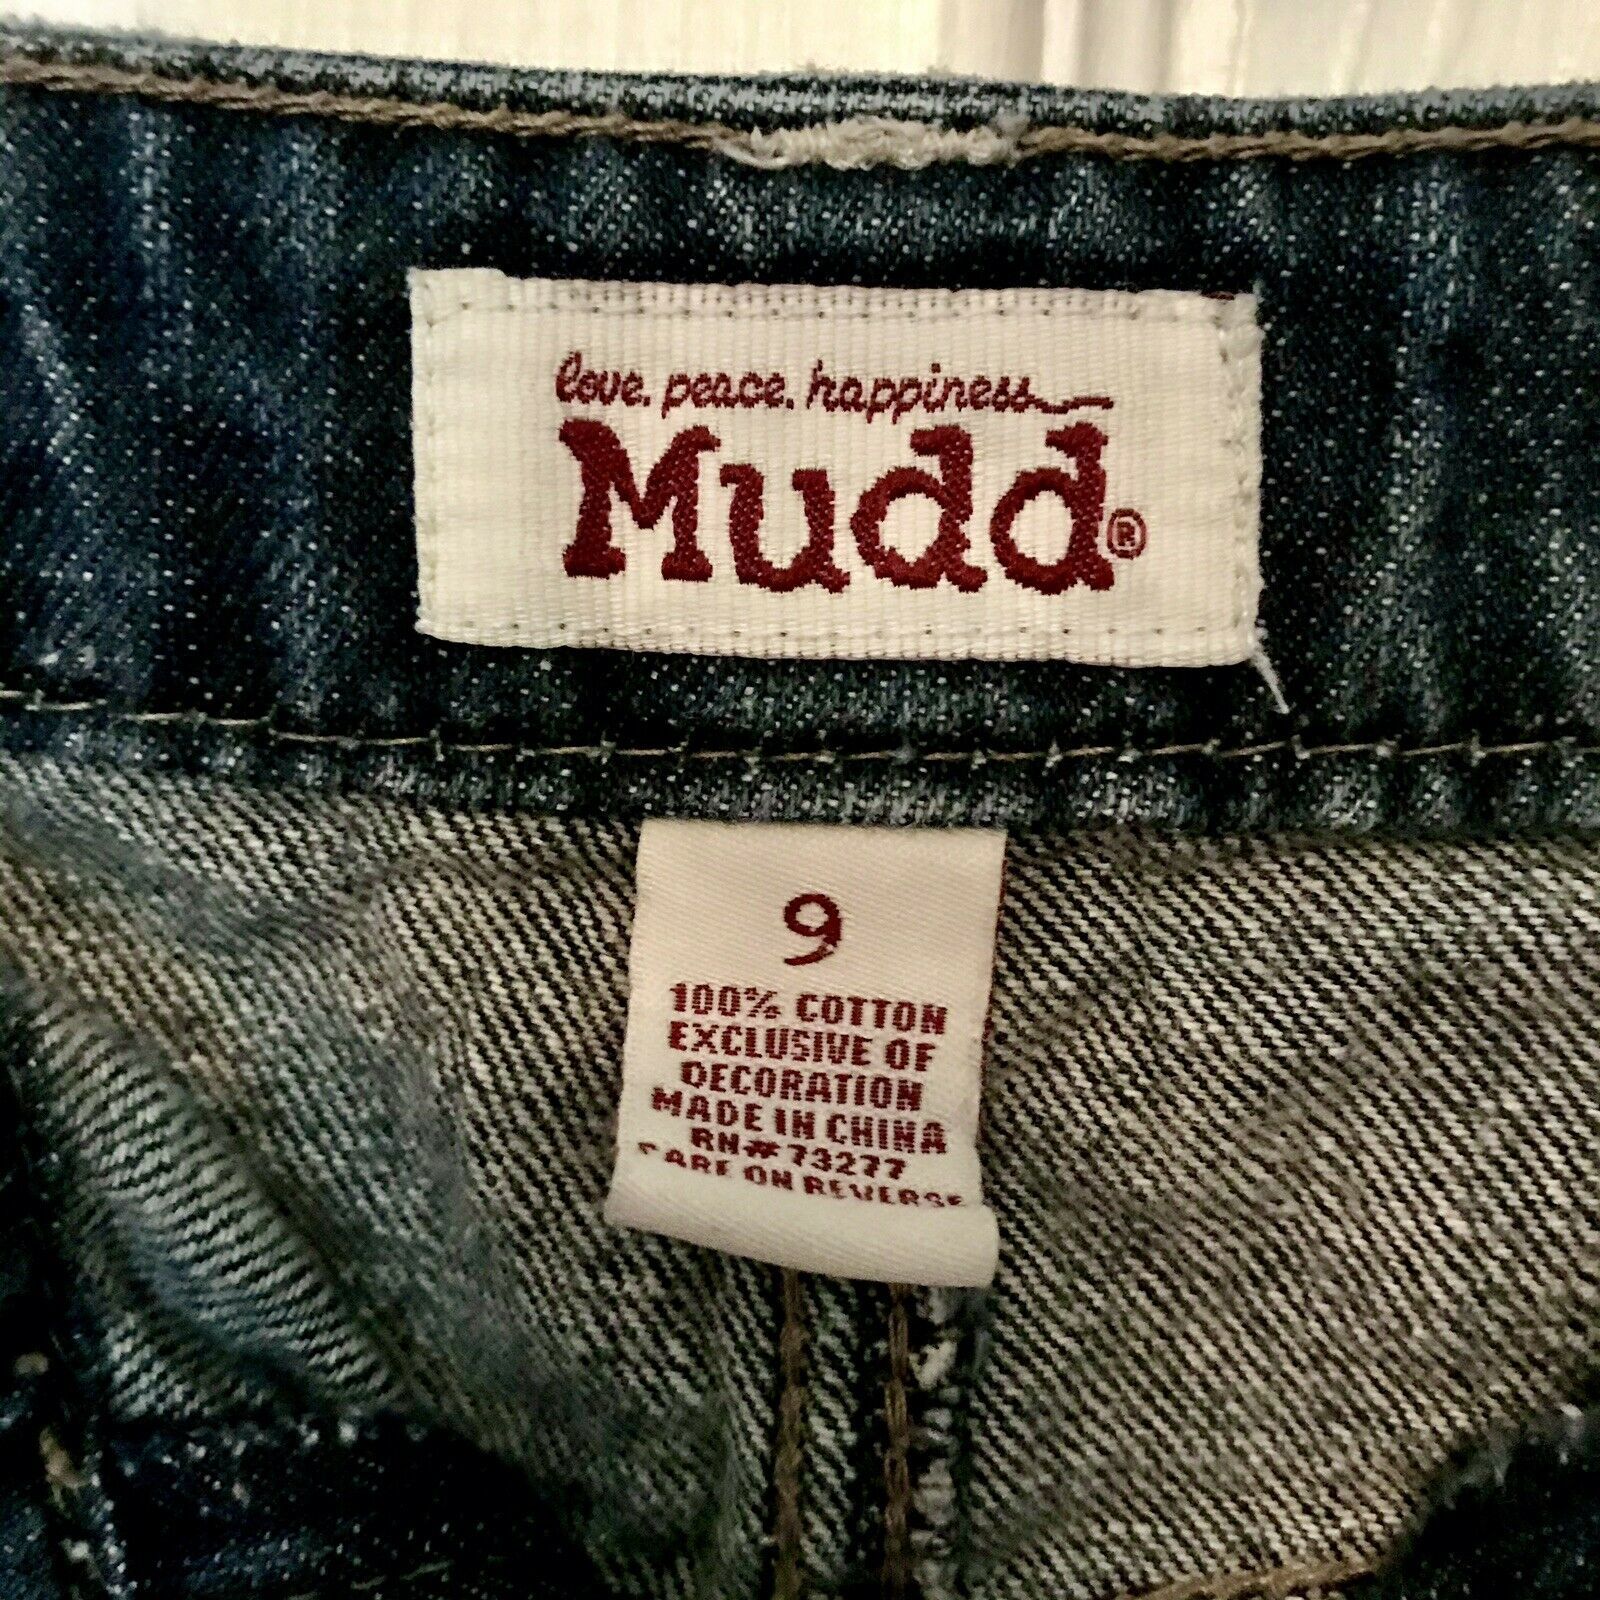 love. peace. happiness
Mudd®
9
100% COTTON
EXCLUSIVE OF
DECORATION
MADE IN CHINA
RN# 73277
CARE ON REVERSE